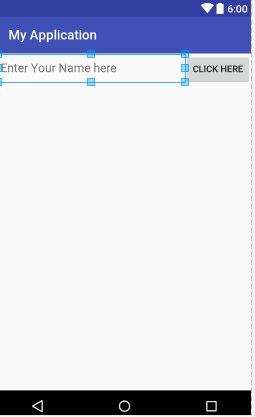 6:00
My Application
Enter Your Name here CLICK HERE